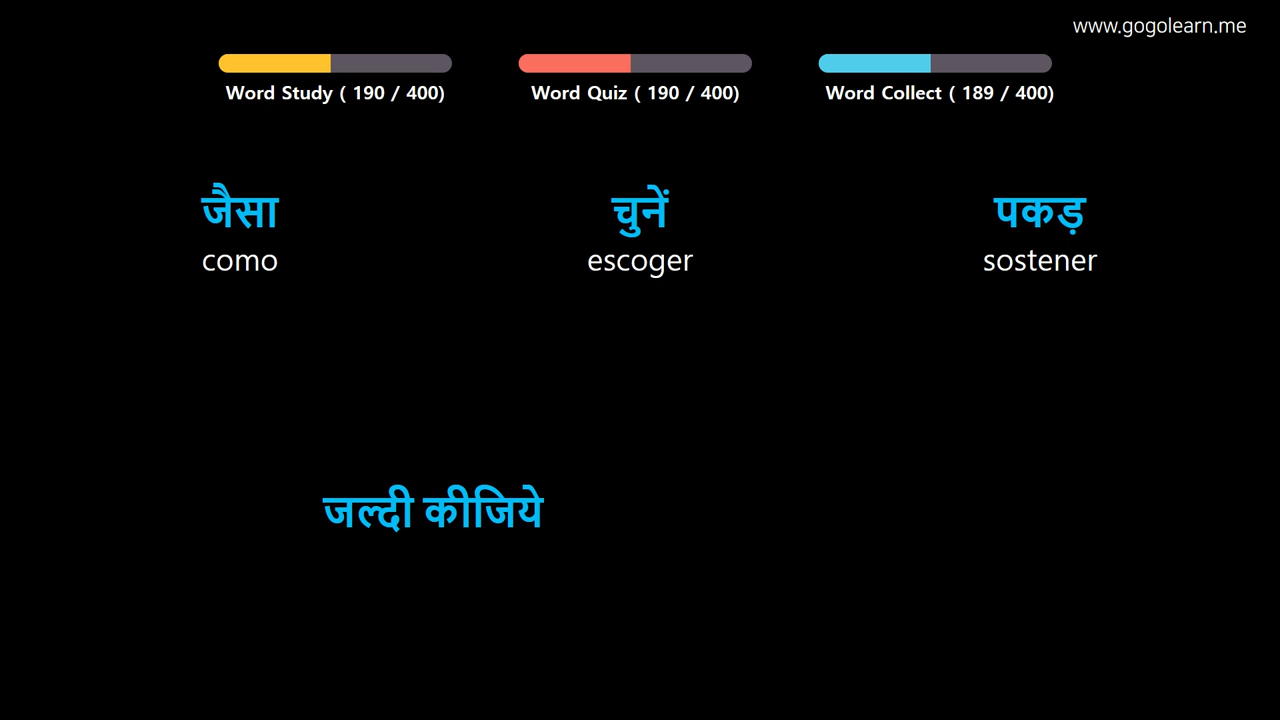 www.gogolearn.me
Word Study ( 190 / 400)
Word Quiz ( 190 / 400)
Word Collect ( 189 / 400)
जैसा
como
चुनें
escoger
पकड़
sostener
जल्दी कीजिये